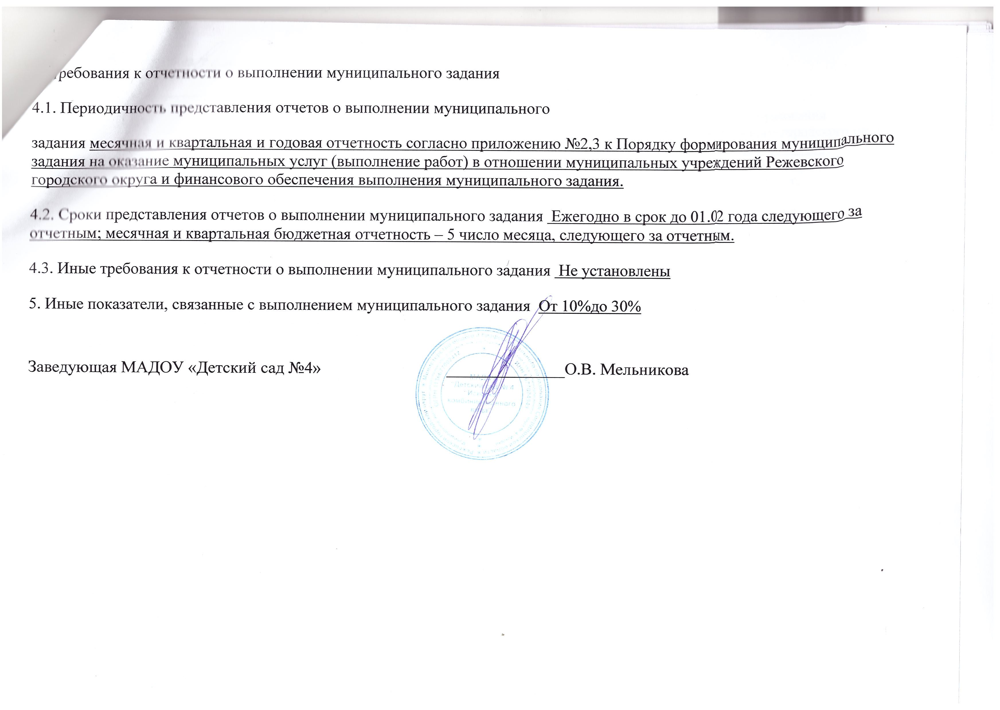 ребования к отчетности о выполнении муниципального задания
4.1. Периодичность представления отчетов о выполнении муниципального
задания месячная и квартальная и годовая отчетность согласно приложению №2,3 к Порядку формирования муниципального
задания на оказание муниципальных услуг (выполнение работ) в отношении муниципальных учреждений Режевского
городского округа и финансового обеспечения выполнения муниципального задания.
4.2. Сроки представления отчетов о выполнении муниципального задания Ежегодно в срок до 01.02 года следующего за
отчетным; месячная и квартальная бюджетная отчетность – 5 число месяца, следующего за отчетным.
4.3. Иные требования к отчетности о выполнении муниципального задания Не установлены
5. Иные показатели, связанные с выполнением муниципального задания От 10%до 30%
Заведующая МАДОУ «Детский сад №4» О.В. Мельникова
№ 4